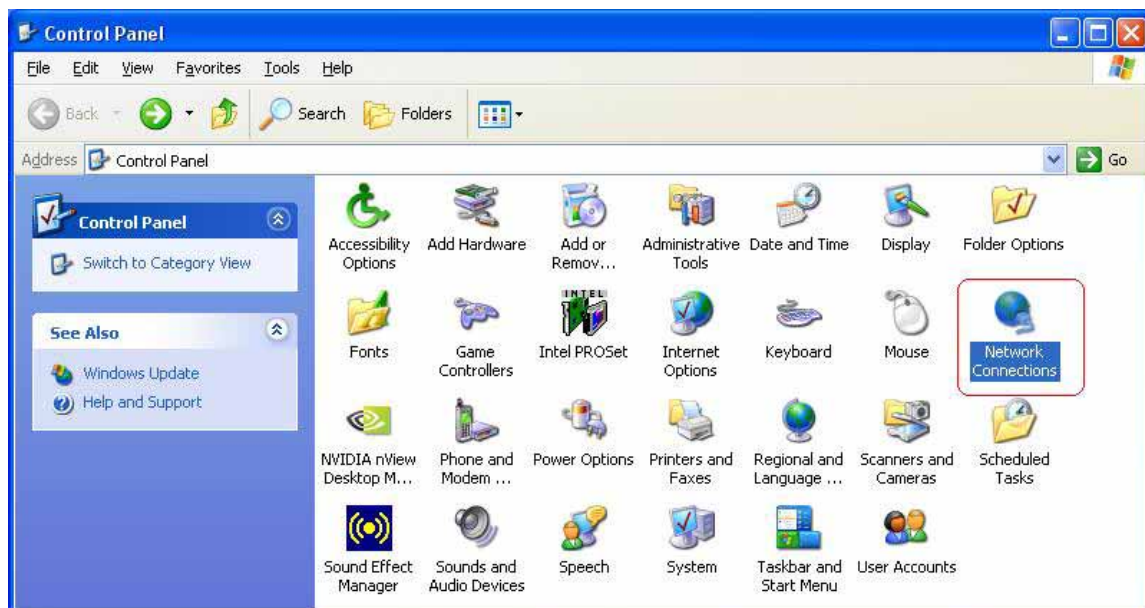 Control Panel
File Edit View Favorites Tools Help
Back Search Folders
Address Control Panel Go
Control Panel
Switch to Category View
See Also
Windows Update
Help and Support
Accessibility Options
Add Hardware
Add or Remov...
Administrative Tools
Date and Time
Display
Folder Options
Fonts
Game Controllers
INTEL
Intel PROSet
Internet Options
Keyboard
Mouse
Network Connections
NVIDIA nView Desktop M...
Phone and Modem ...
Power Options
Printers and Faxes
Regional and Language ...
Scanners and Cameras
Scheduled Tasks
Sound Effect Manager
Sounds and Audio Devices
Speech
System
Taskbar and Start Menu
User Accounts